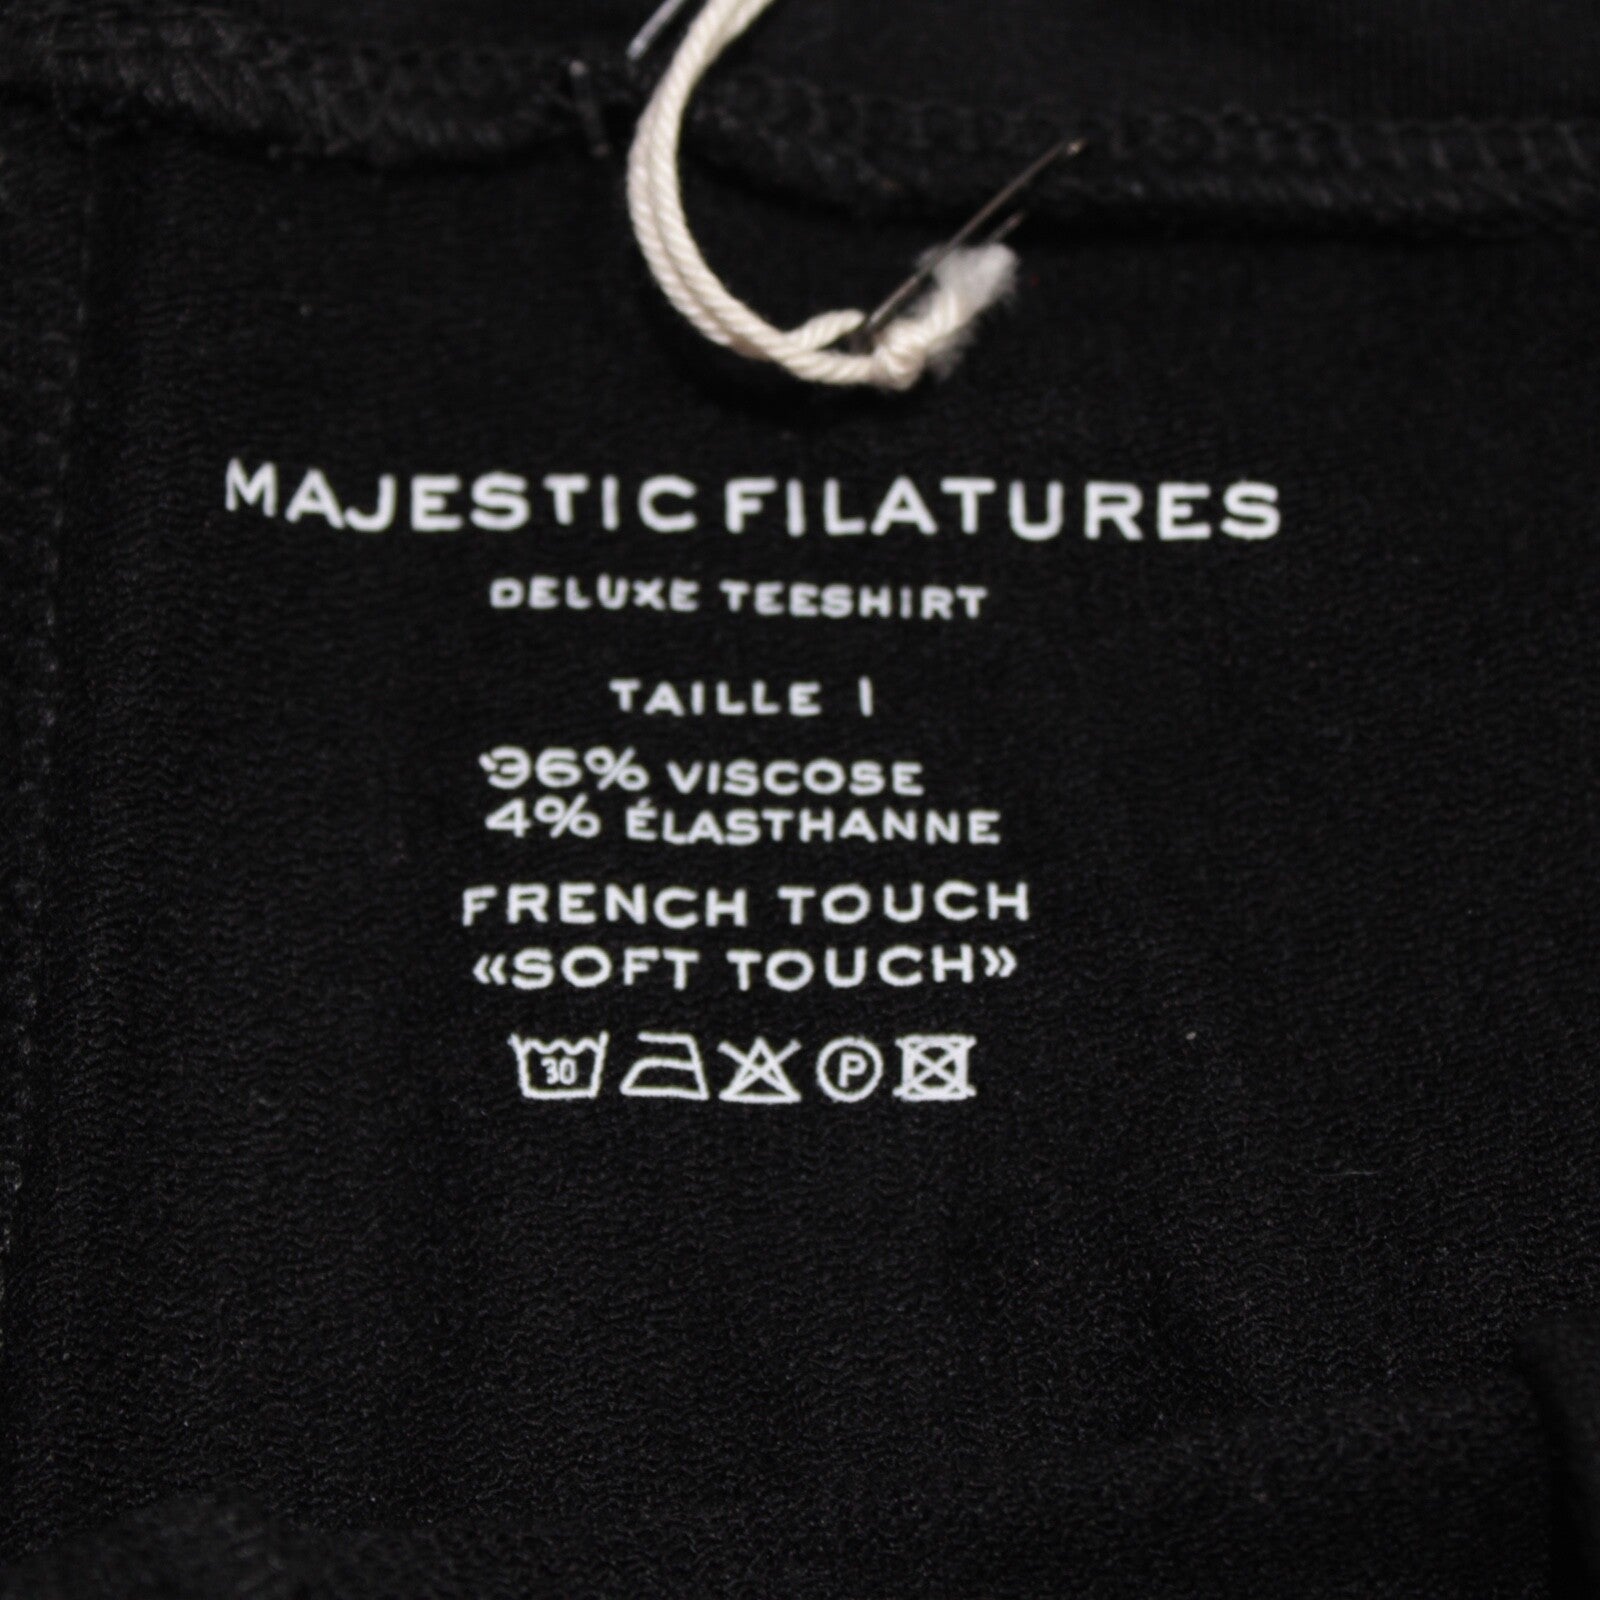 MAJESTIC FILATURES
DELUXE TEESHIRT
TAILLE 1
96% VISCOSE
4% ÉLASTHANNE
FRENCH TOUCH
«SOFT TOUCH»
30 P